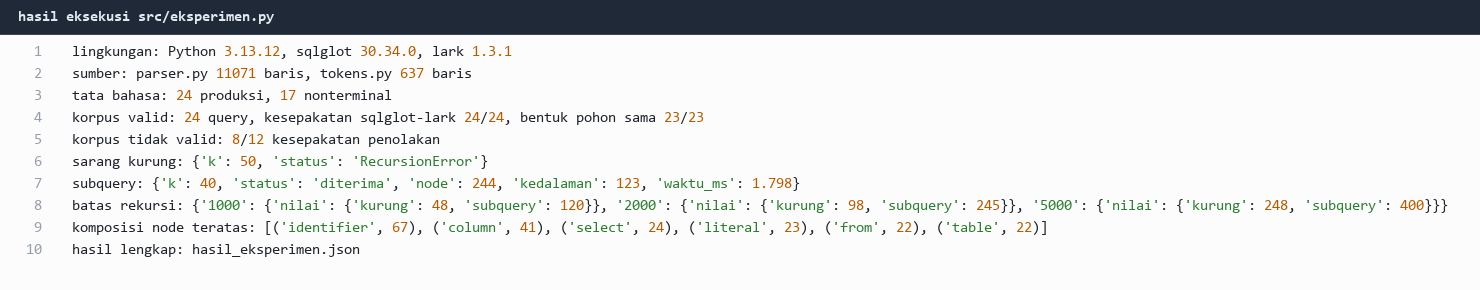 hasil eksekusi src/eksperimen.py
1 lingkungan: Python 3.13.12, sqlglot 30.34.0, lark 1.3.1
2 sumber: parser.py 11071 baris, tokens.py 637 baris
3 tata bahasa: 24 produksi, 17 nonterminal
4 korpus valid: 24 query, kesepakatan sqlglot-lark 24/24, bentuk pohon sama 23/23
5 korpus tidak valid: 8/12 kesepakatan penolakan
6 sarang kurung: {'k': 50, 'status': 'RecursionError'}
7 subquery: {'k': 40, 'status': 'diterima', 'node': 244, 'kedalaman': 123, 'waktu_ms': 1.798}
8 batas rekursi: {'1000': {'nilai': {'kurung': 48, 'subquery': 120}}, '2000': {'nilai': {'kurung': 98, 'subquery': 245}}, '5000': {'nilai': {'kurung': 248, 'subquery': 400}}}
9 komposisi node teratas: [('identifier', 67), ('column', 41), ('select', 24), ('literal', 23), ('from', 22), ('table', 22)]
10 hasil lengkap: hasil_eksperimen.json